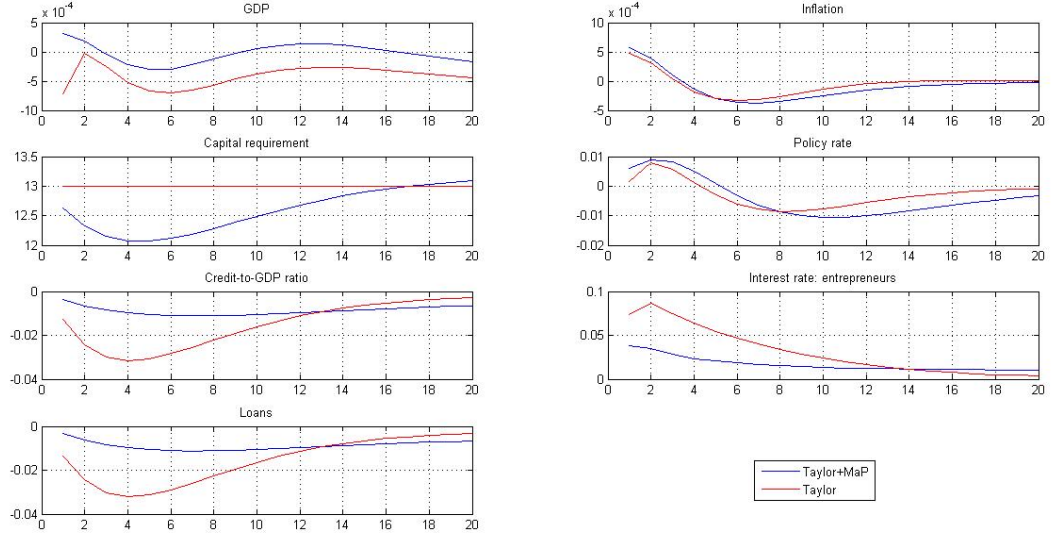 GDP
x 10⁻⁴
5
0
-5
-10
0 2 4 6 8 10 12 14 16 18 20
Inflation
x 10⁻⁴
10
5
0
-5
0 2 4 6 8 10 12 14 16 18 20
Capital requirement
13.5
13
12.5
12
0 2 4 6 8 10 12 14 16 18 20
Policy rate
0.01
0
-0.01
-0.02
0 2 4 6 8 10 12 14 16 18 20
Credit-to-GDP ratio
0
-0.02
-0.04
0 2 4 6 8 10 12 14 16 18 20
Interest rate: entrepreneurs
0.1
0.05
0
0 2 4 6 8 10 12 14 16 18 20
Loans
0
-0.02
-0.04
0 2 4 6 8 10 12 14 16 18 20
Taylor+MaP
Taylor